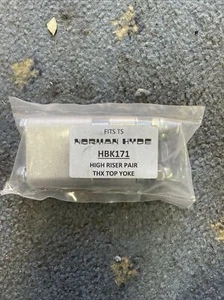 FITS T5
NORMAN HYDE
HBK171
HIGH RISER PAIR
THX TOP YOKE